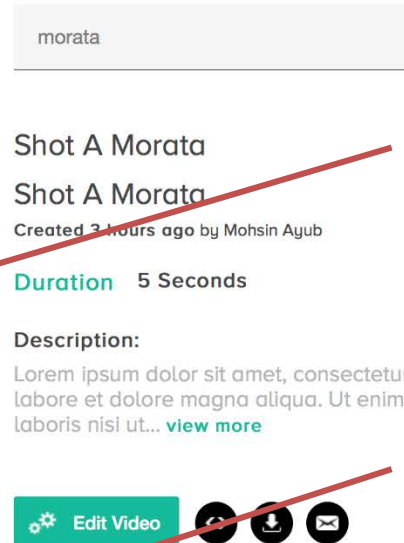 morata
Shot A Morata
Shot A Morata
Created 3 hours ago by Mohsin Ayub
Duration 5 Seconds
Description:
Lorem ipsum dolor sit amet, consectetur
labore et dolore magna aliqua. Ut enim
laboris nisi ut... view more
Edit Video